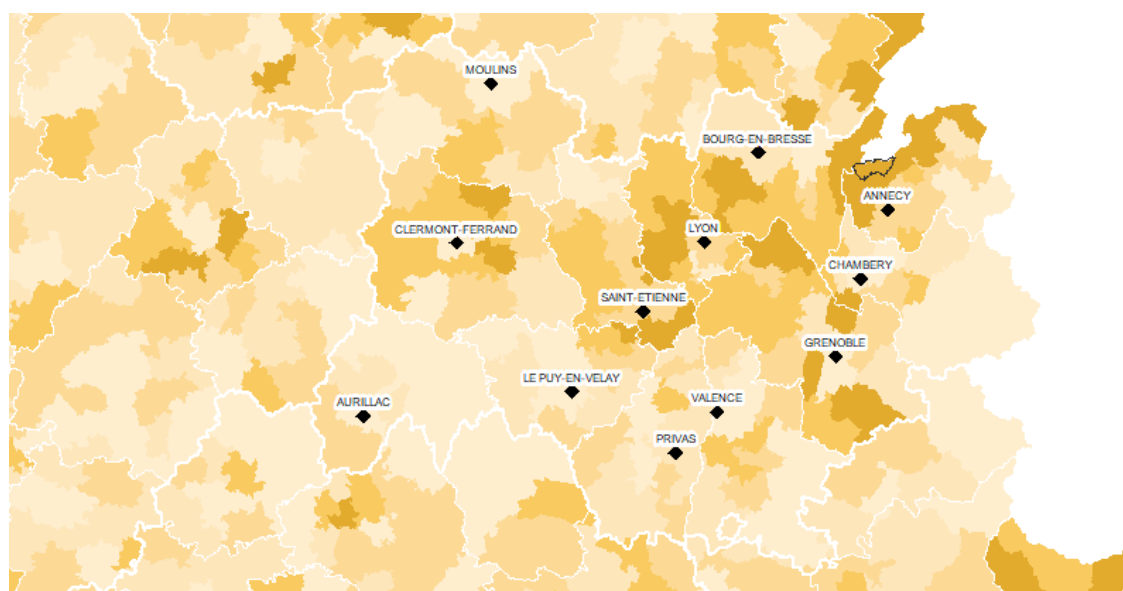 MOULINS
BOURG-EN-BRESSE
ANNECY
CLERMONT-FERRAND
LYON
CHAMBERY
SAINT-ETIENNE
GRENOBLE
LE PUY-EN-VELAY
AURILLAC
VALENCE
PRIVAS